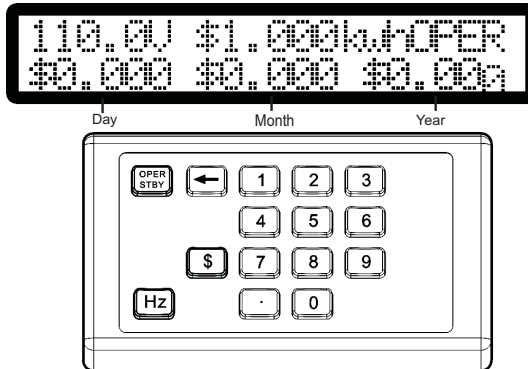 110.0V $1.000kWhOPER
$0.000 $0.000 $0.000
Day Month Year
OPER
STBY ← 1 2 3
4 5 6
$ 7 8 9
Hz . 0